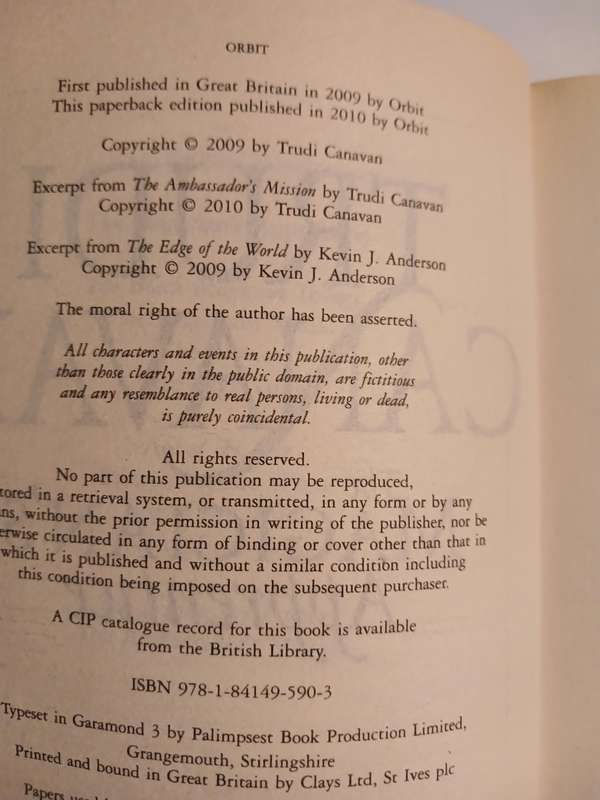 ORBIT
First published in Great Britain in 2009 by Orbit
This paperback edition published in 2010 by Orbit
Copyright © 2009 by Trudi Canavan
Excerpt from The Ambassador's Mission by Trudi Canavan
Copyright © 2010 by Trudi Canavan
Excerpt from The Edge of the World by Kevin J. Anderson
Copyright © 2009 by Kevin J. Anderson
The moral right of the author has been asserted.
All characters and events in this publication, other
than those clearly in the public domain, are fictitious
and any resemblance to real persons, living or dead,
is purely coincidental.
All rights reserved.
No part of this publication may be reproduced,
tored in a retrieval system, or transmitted, in any form or by any
ns, without the prior permission in writing of the publisher, nor be
erwise circulated in any form of binding or cover other than that in
which it is published and without a similar condition including
this condition being imposed on the subsequent purchaser.
A CIP catalogue record for this book is available
from the British Library.
ISBN 978-1-84149-590-3
Typeset in Garamond 3 by Palimpsest Book Production Limited,
Grangemouth, Stirlingshire
Printed and bound in Great Britain by Clays Ltd, St Ives plc
Papers